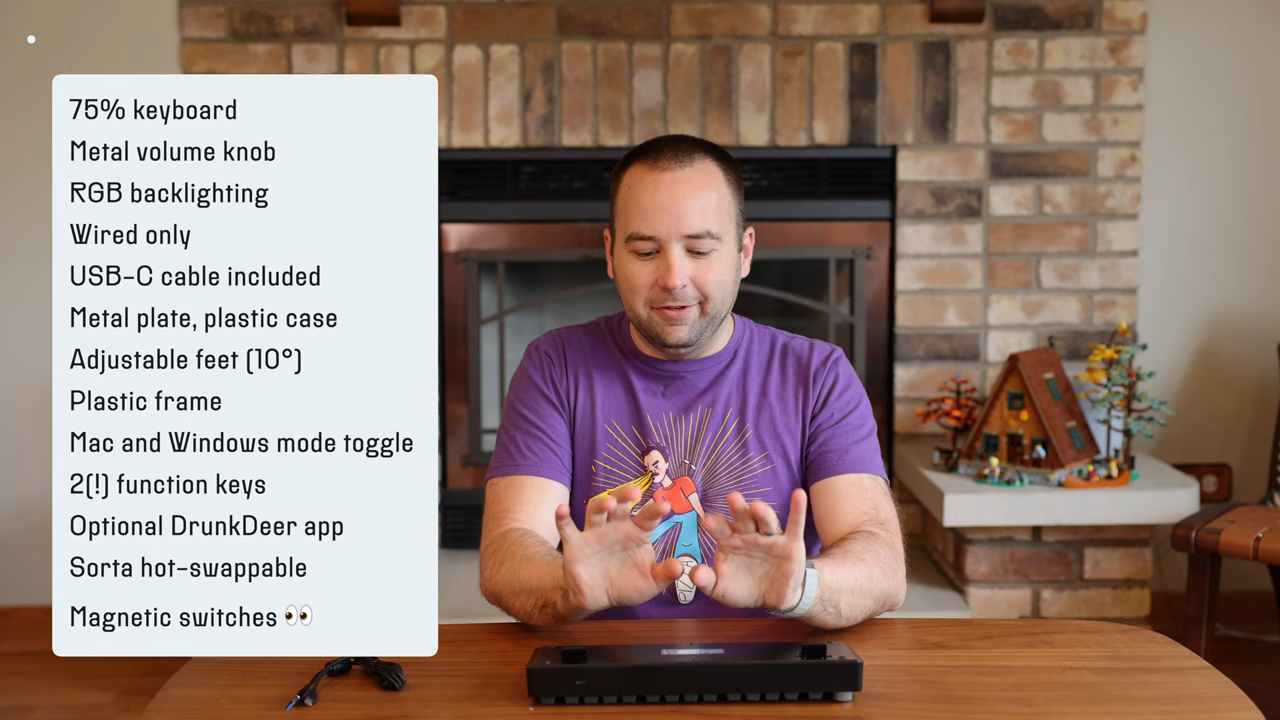 75% keyboard
Metal volume knob
RGB backlighting
Wired only
USB-C cable included
Metal plate, plastic case
Adjustable feet (10°)
Plastic frame
Mac and Windows mode toggle
2(!) function keys
Optional DrunkDeer app
Sorta hot-swappable
Magnetic switches 👀